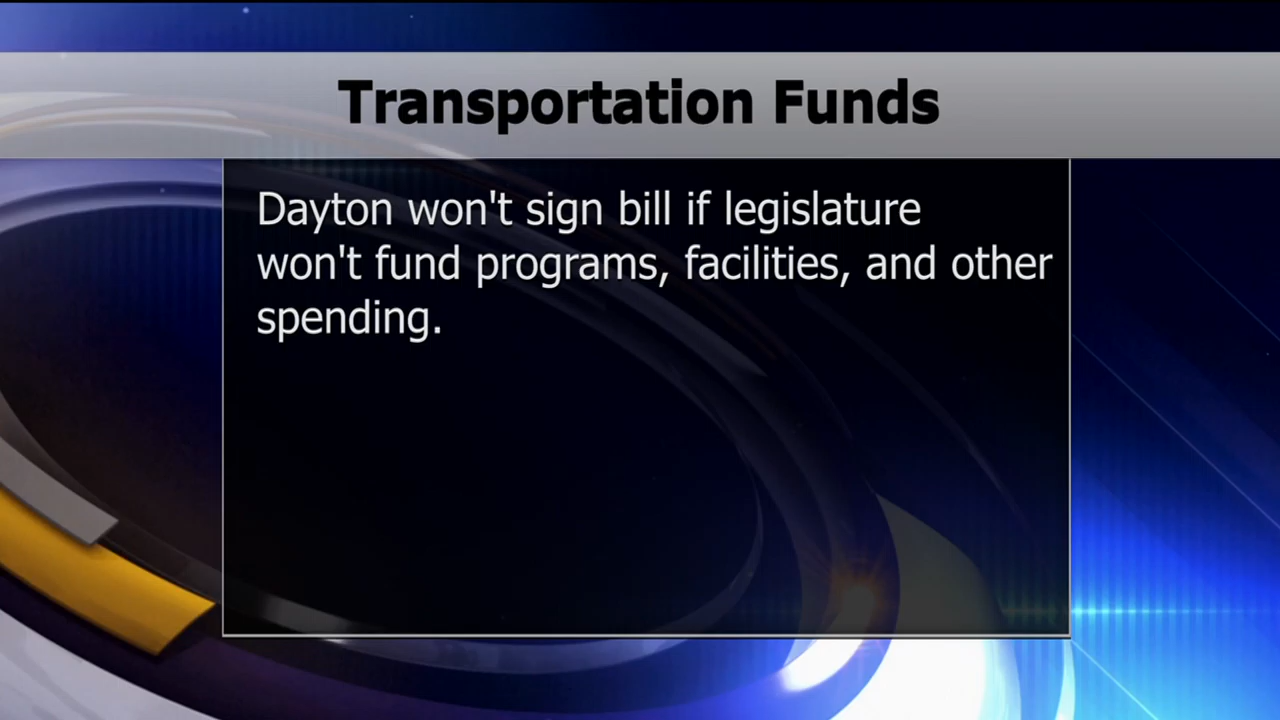 Transportation Funds
Dayton won't sign bill if legislature
won't fund programs, facilities, and other
spending.